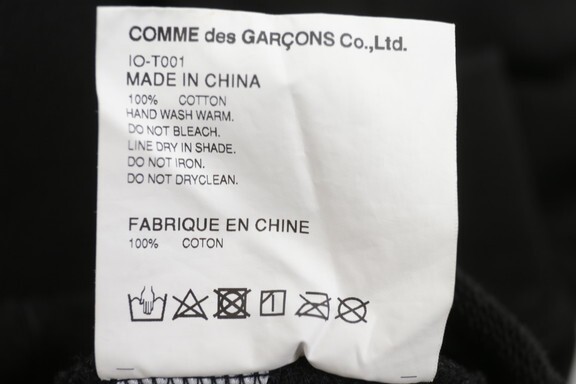 COMME des GARÇONS Co.,Ltd.
IO-T001
MADE IN CHINA
100% COTTON
HAND WASH WARM.
DO NOT BLEACH.
LINE DRY IN SHADE.
DO NOT IRON.
DO NOT DRYCLEAN.
FABRIQUE EN CHINE
100% COTON